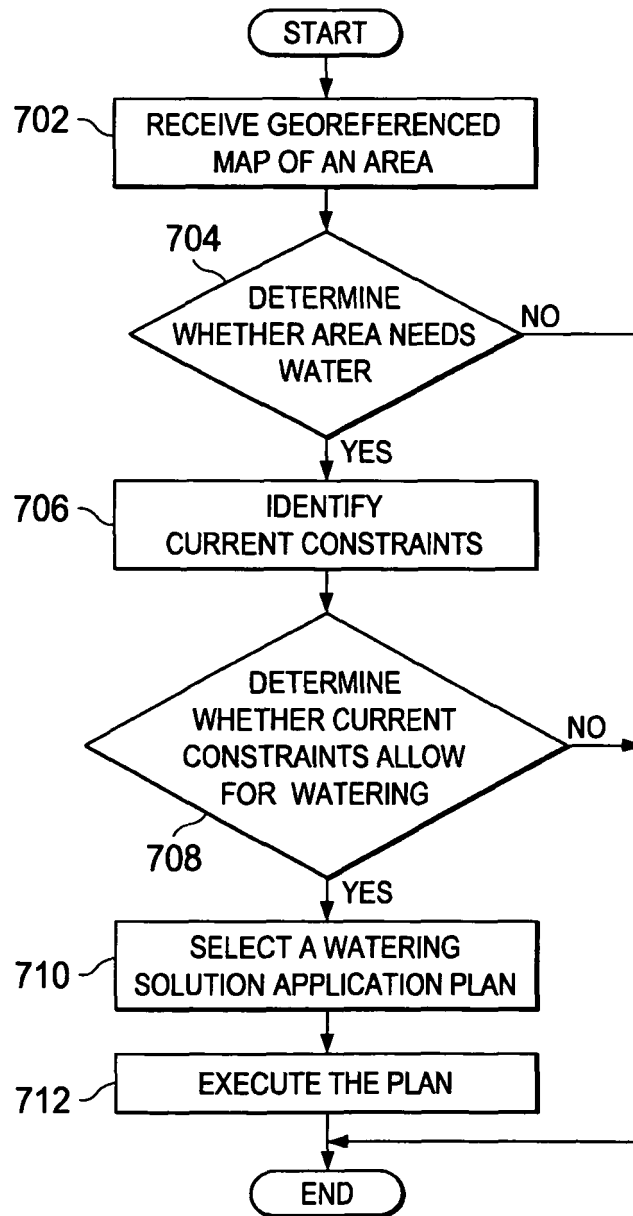 START
702
RECEIVE GEOREFERENCED
MAP OF AN AREA
704
DETERMINE
WHETHER AREA NEEDS
WATER
NO
YES
706
IDENTIFY
CURRENT CONSTRAINTS
DETERMINE
WHETHER CURRENT
CONSTRAINTS ALLOW
FOR WATERING
NO
708
YES
710
SELECT A WATERING
SOLUTION APPLICATION PLAN
712
EXECUTE THE PLAN
END